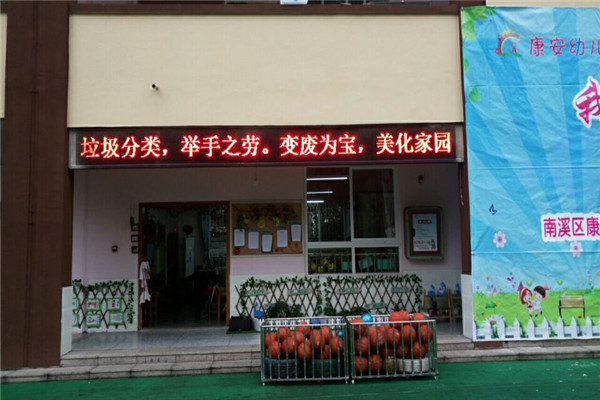 垃圾分类，举手之劳。变废为宝，美化家园
康安幼儿
我
南溪区康